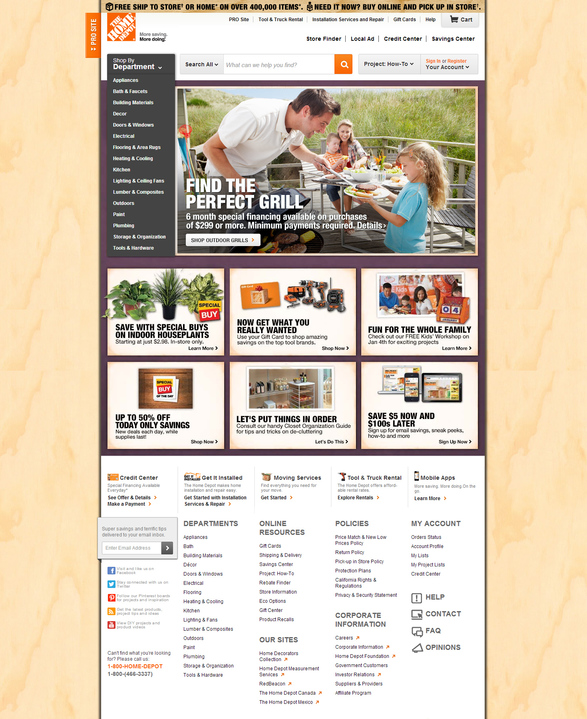 FREE SHIP TO STORE' OR HOME' ON OVER 400,000 ITEMS'. NEED IT NOW? BUY ONLINE AND PICK UP IN STORE'.
PRO SITE
THE HOME DEPOT
More saving.
More doing.
PRO Site
Tool & Truck Rental
Installation Services and Repair
Gift Cards
Help
Cart
Store Finder
Local Ad
Credit Center
Savings Center
Shop By
Department
Search All
What can we help you find?
Project: How-To
Sign In or Register
Your Account
Appliances
Bath & Faucets
Building Materials
Decor
Doors & Windows
Electrical
Flooring & Area Rugs
Heating & Cooling
Kitchen
Lighting & Ceiling Fans
Lumber & Composites
Outdoors
Paint
Plumbing
Storage & Organization
Tools & Hardware
FIND THE
PERFECT GRILL
6 month special financing available on purchases
of $299 or more. Minimum payments required. Details
SHOP OUTDOOR GRILLS
SPECIAL
BUY
SAVE WITH SPECIAL BUYS
ON INDOOR HOUSEPLANTS
Starting at just $2.98. In-store only.
Learn More
NOW GET WHAT YOU
REALLY WANTED
Use your Gift Card to shop amazing
savings on the top tool brands.
Shop Now
04
FUN FOR THE WHOLE FAMILY
Check out our FREE Kids' Workshop on
Jan 4th for exciting projects
Learn More
SPECIAL
BUY
OF THE DAY
UP TO 50% OFF
TODAY ONLY SAVINGS
New deals each day, while
supplies last!
Shop Now
LET'S PUT THINGS IN ORDER
Consult our handy Closet Organization Guide
for tips and tricks on de-cluttering
Let's Do This
SAVE $5 NOW AND
$100s LATER
Sign up for email savings, sneak peeks,
how-to and more
Sign Up Now
Credit Center
Special Financing Available
Everyday*
See Offer & Details
Make a Payment
Get It Installed
The Home Depot makes home
installation and repair easy
Get Started with Installation
Services & Repair
Moving Services
Find everything you need for
your move.
Get Started
Tool & Truck Rental
The Home Depot offers afford-
able rental rates.
Explore Rentals
Mobile Apps
More saving. More doing. On the
go.
Learn More
Super savings and terrific tips
delivered to your email inbox.
Enter Email Address
Visit and like us on
Facebook
Stay connected with us on
Twitter
Follow our Pinterest boards
for projects and inspiration
Get the latest products,
project tips and ideas
View DIY projects and
product videos
Can't find what you're looking
for? Please call us:
1-800-HOME-DEPOT
1-800-(466-3337)
DEPARTMENTS
Appliances
Bath
Building Materials
Décor
Doors & Windows
Electrical
Flooring
Heating & Cooling
Kitchen
Lighting & Fans
Lumber & Composites
Outdoors
Paint
Plumbing
Storage & Organization
Tools & Hardware
ONLINE
RESOURCES
Gift Cards
Shipping & Delivery
Savings Center
Project: How-To
Rebate Finder
Store Information
Eco Options
Gift Center
Product Recalls
OUR SITES
Home Decorators
Collection
Home Depot Measurement
Services
RedBeacon
The Home Depot Canada
The Home Depot Mexico
POLICIES
Price Match & New Low
Prices Policy
Return Policy
Pick-up in Store Policy
Protection Plans
California Rights &
Regulations
Privacy & Security Statement
CORPORATE
INFORMATION
Careers
Corporate Information
Home Depot Foundation
Government Customers
Investor Relations
Suppliers & Providers
Affiliate Program
MY ACCOUNT
Orders Status
Account Profile
My Lists
My Project Lists
Credit Center
HELP
CONTACT
FAQ
OPINIONS